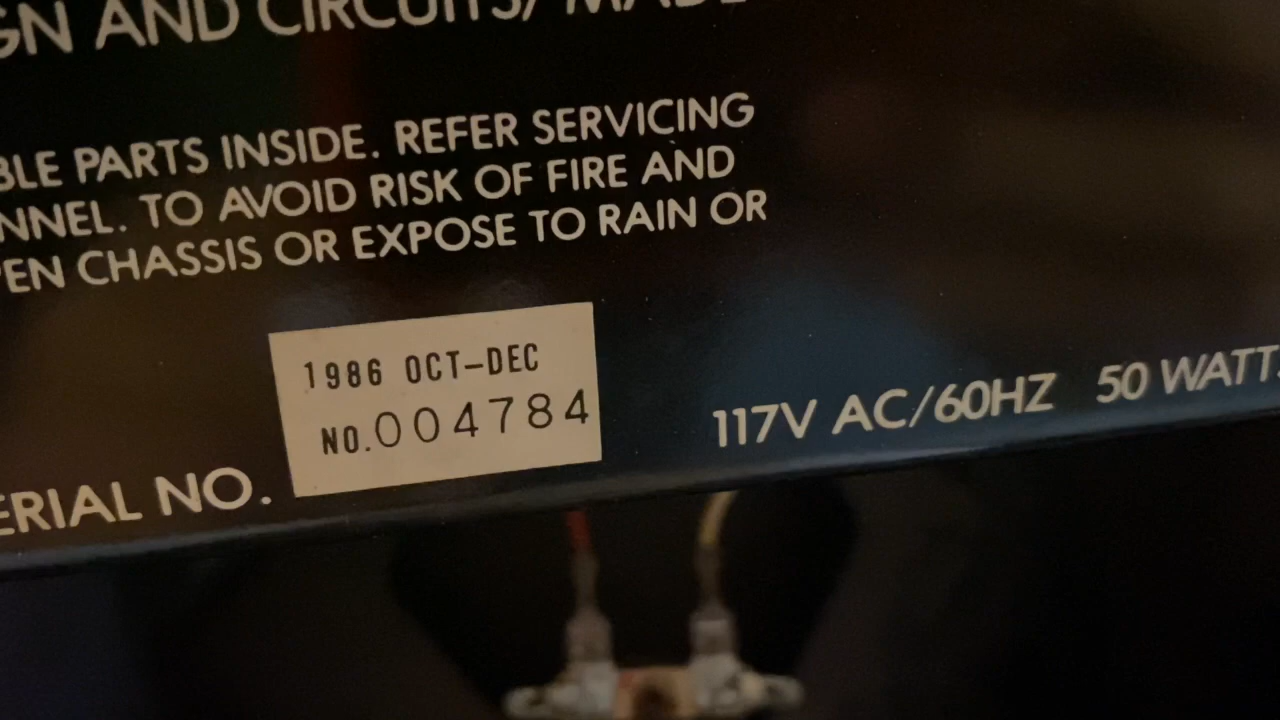 GN AND CIRCUITS/ MADE
BLE PARTS INSIDE. REFER SERVICING
NNEL. TO AVOID RISK OF FIRE AND
PEN CHASSIS OR EXPOSE TO RAIN OR
1986 OCT-DEC
NO.004784
ERIAL NO.
117V AC/60HZ 50 WATT